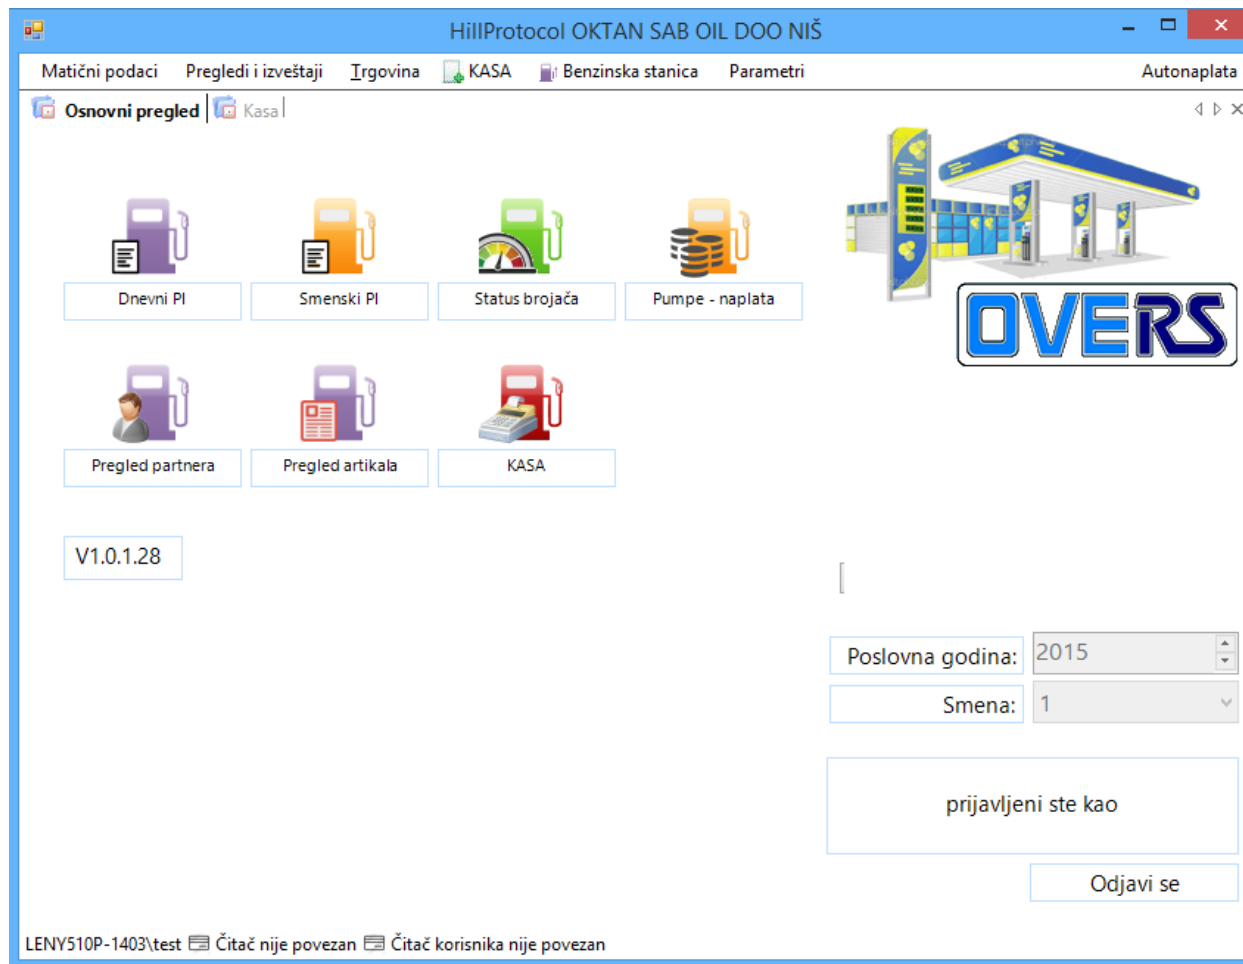 HillProtocol OKTAN SAB OIL DOO NIŠ
Matični podaci Pregledi i izveštaji Trgovina KASA Benzinska stanica Parametri Autonaplata
Osnovni pregled Kasa
Dnevni PI Smenski PI Status brojača Pumpe - naplata
OVERS
Pregled partnera Pregled artikala KASA
V1.0.1.28
Poslovna godina: 2015
Smena: 1
prijavljeni ste kao
Odjavi se
LENY510P-1403\test Čitač nije povezan Čitač korisnika nije povezan